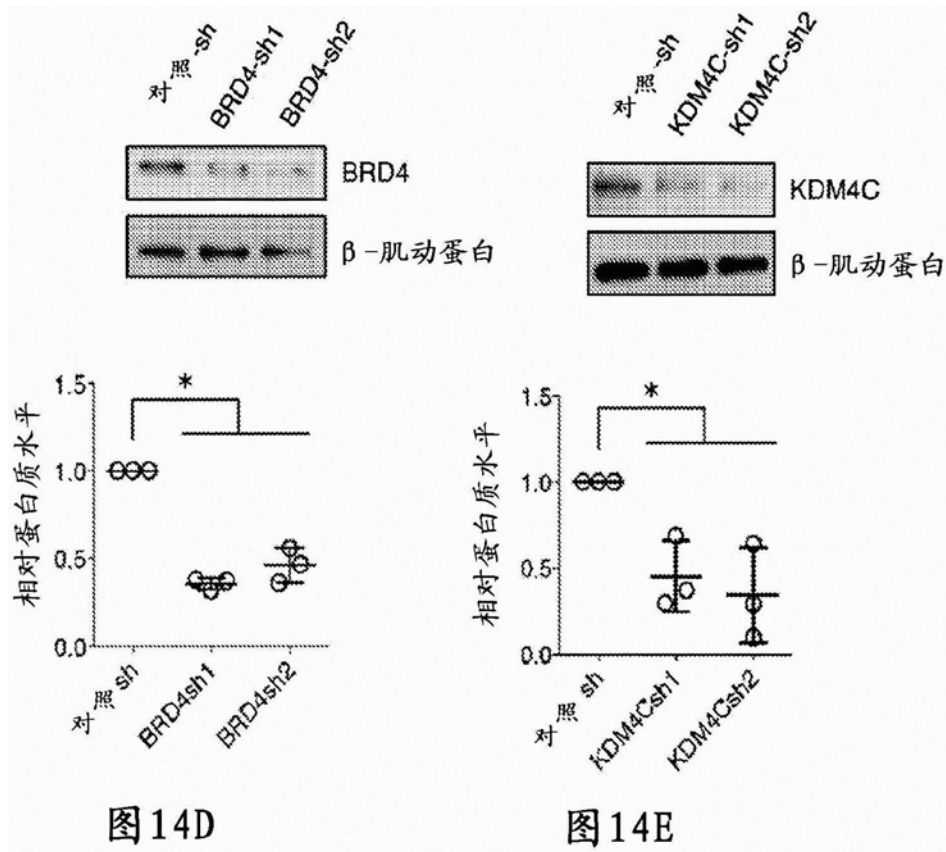 对照-sh
BRD4-sh1
BRD4-sh2
BRD4
β-肌动蛋白
相对蛋白质水平
1.5
1.0
0.5
0.0
*
对照sh
BRD4sh1
BRD4sh2
图14D
对照-sh
KDM4C-sh1
KDM4C-sh2
KDM4C
β-肌动蛋白
相对蛋白质水平
1.5
1.0
0.5
0.0
*
对照sh
KDM4Csh1
KDM4Csh2
图14E